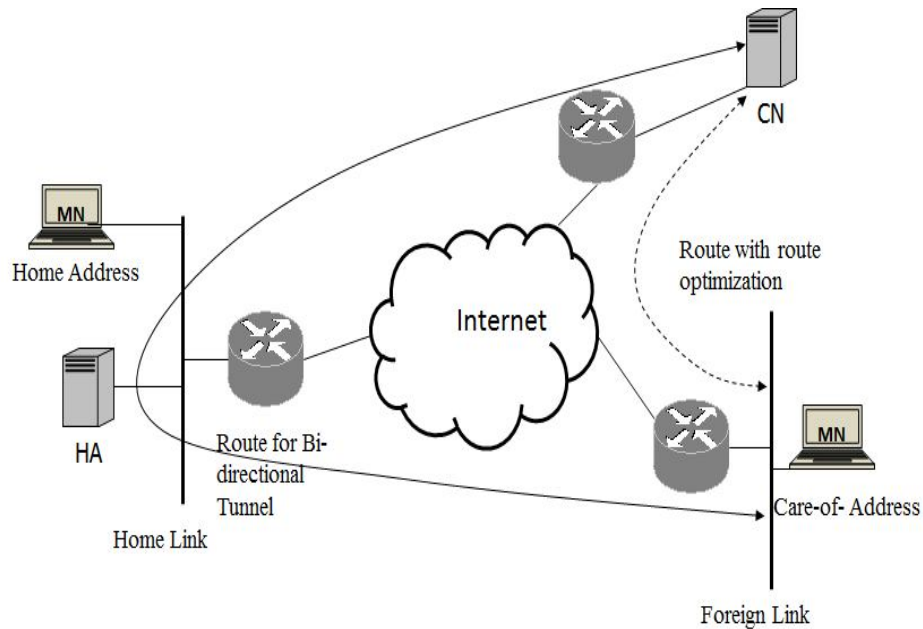 CN
MN
Home Address
Route with route
optimization
Internet
HA
Route for Bi-
directional
Tunnel
MN
Care-of- Address
Home Link
Foreign Link